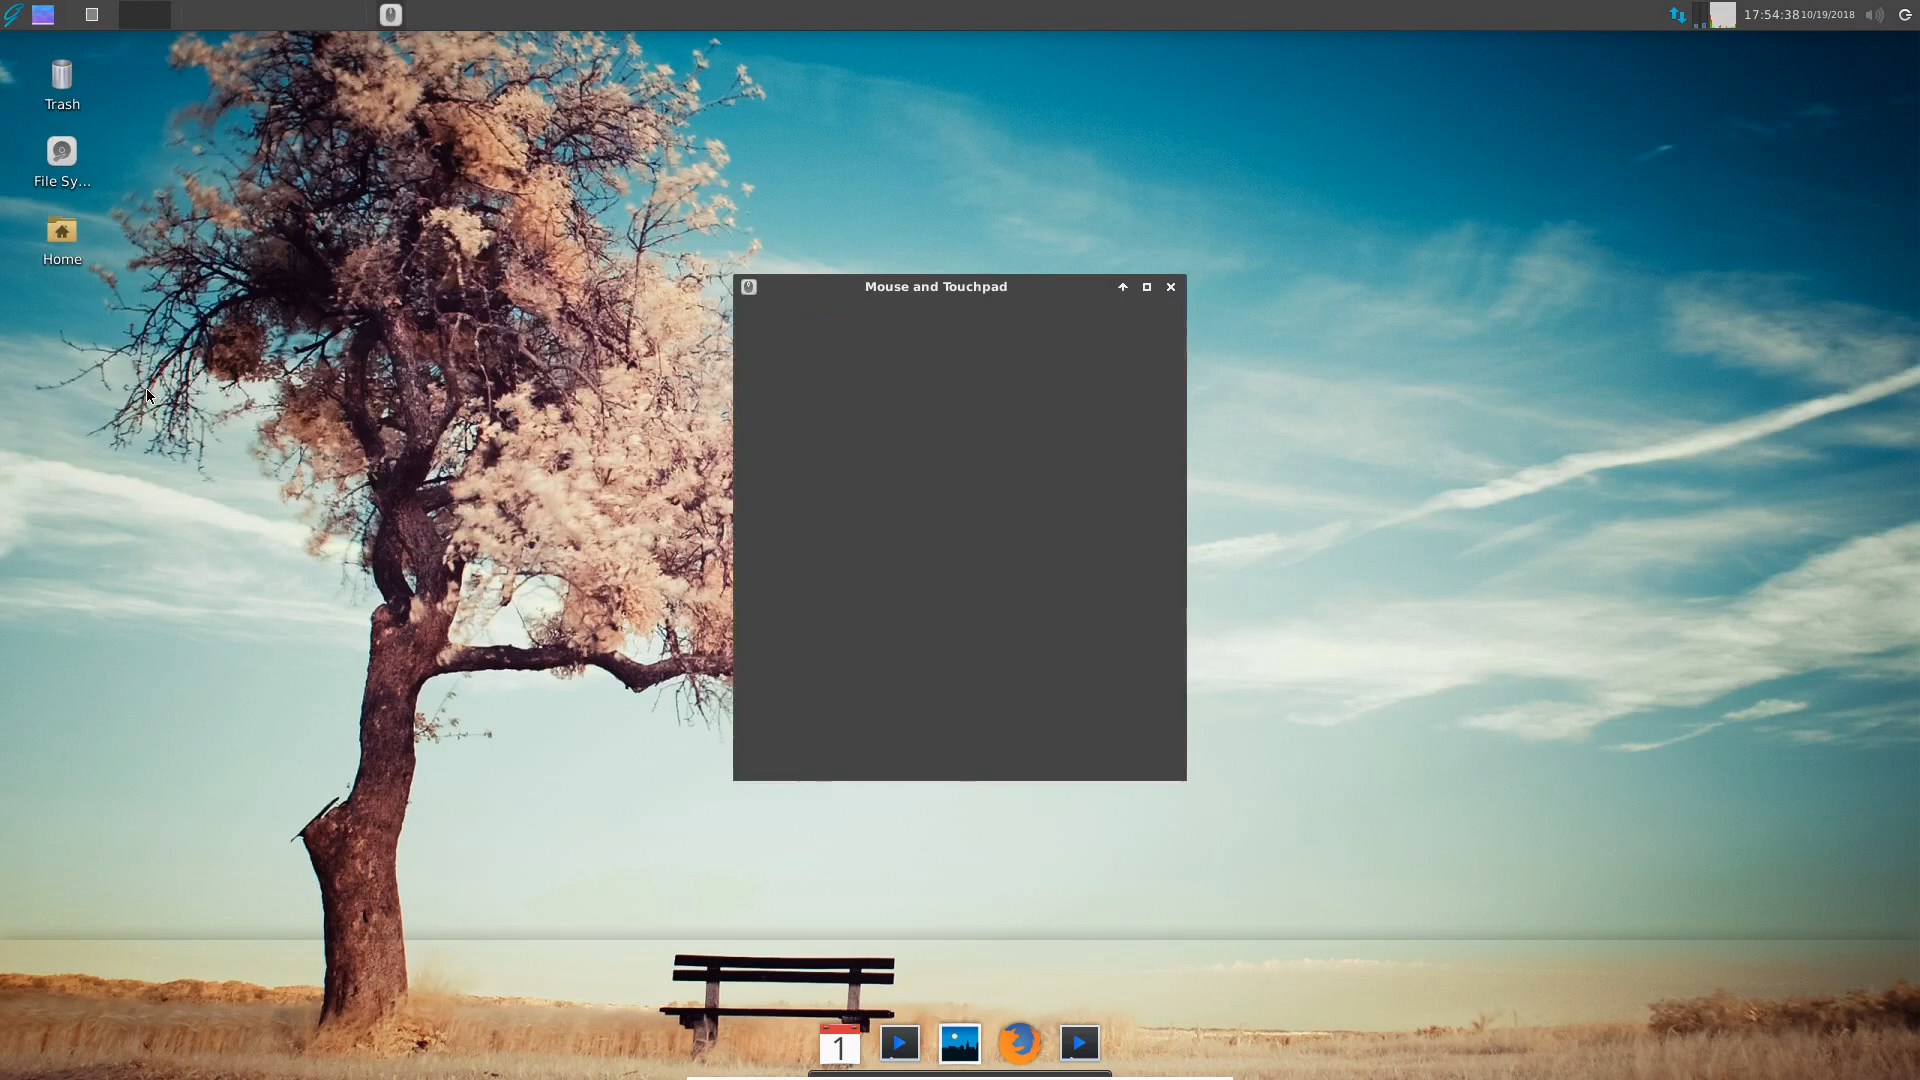 17:54:38 10/19/2018
Trash
File Sy...
Home
Mouse and Touchpad
1